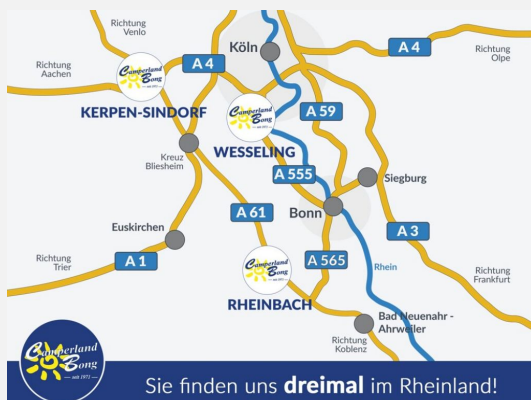 Richtung
Venlo
Köln
A 4
Richtung
Olpe
Richtung
Aachen
Camperland
Bong
seit 1972
A 4
KERPEN-SINDORF
Camperland
Bong
A 59
WESSELING
Kreuz
Bliesheim
A 555
Siegburg
A 61
Bonn
Euskirchen
A 3
Richtung
Trier
A 1
Camperland
Bong
A 565
Rhein
Richtung
Frankfurt
RHEINBACH
Bad Neuenahr -
Ahrweiler
Richtung
Koblenz
Camperland
Bong
Sie finden uns dreimal im Rheinland!